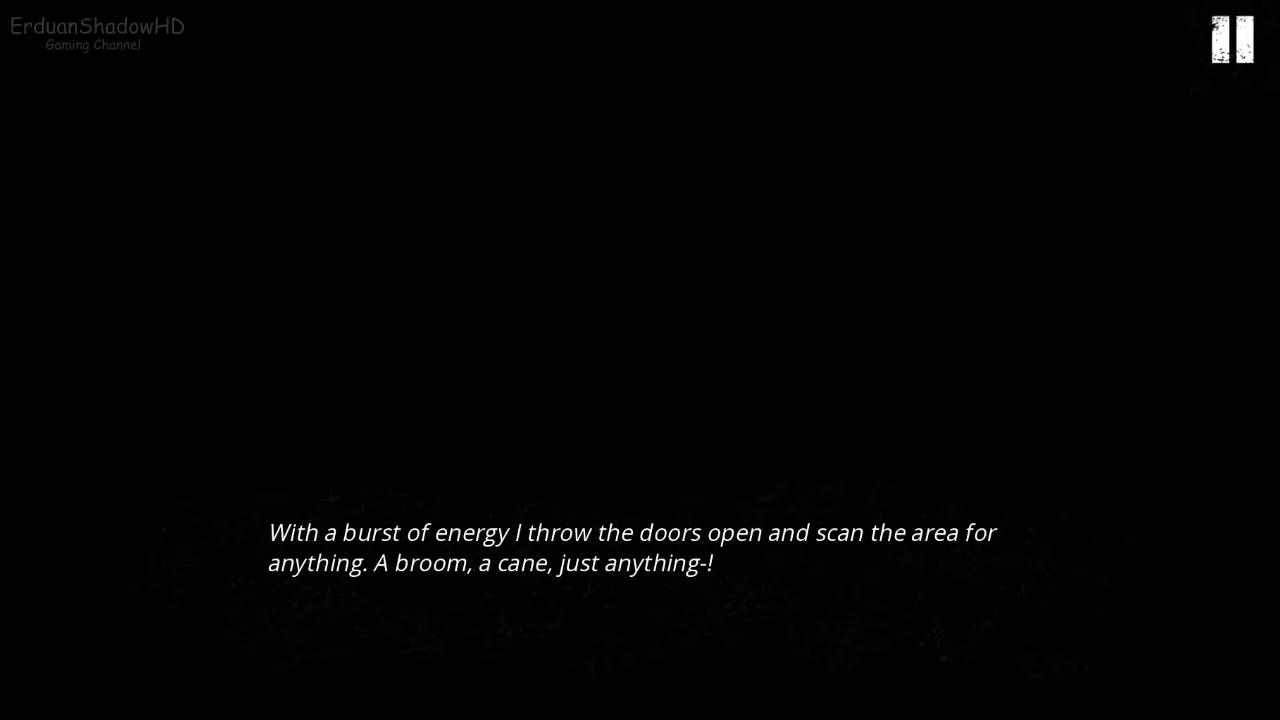 ErduanShadowHD
Gaming Channel
With a burst of energy I throw the doors open and scan the area for
anything. A broom, a cane, just anything-!